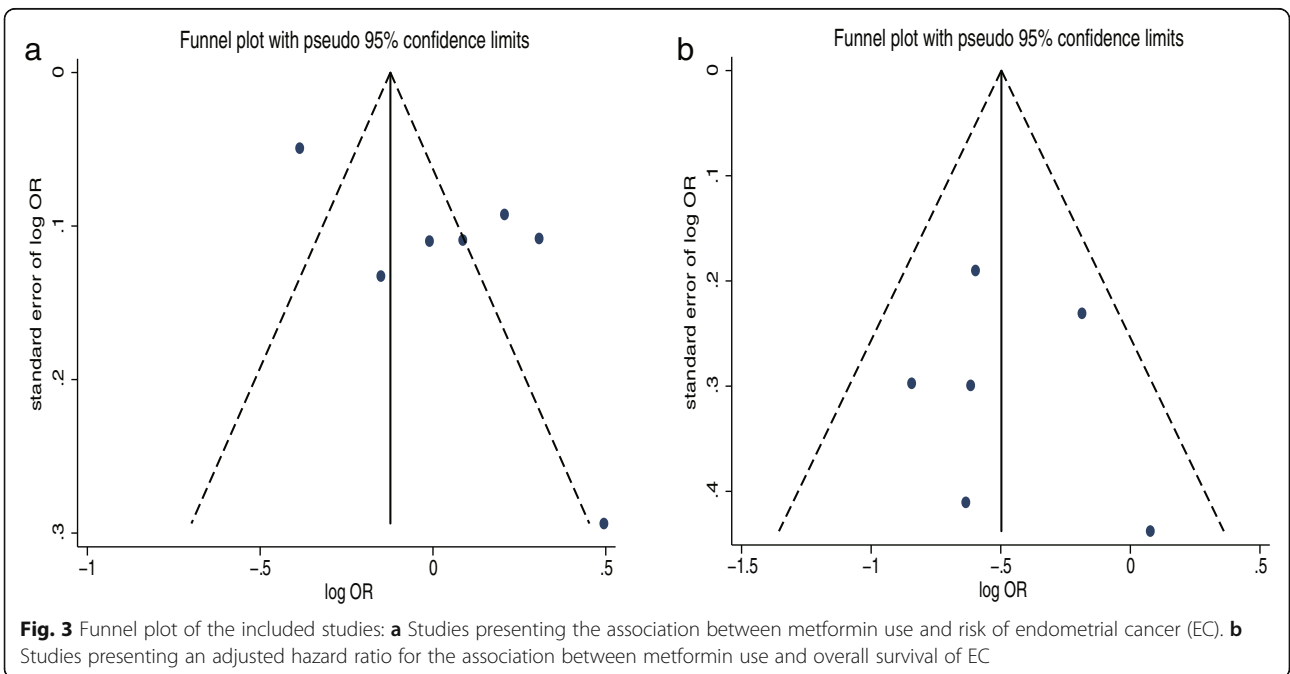 a
Funnel plot with pseudo 95% confidence limits
standard error of log OR
0
.1
.2
.3
-1
-.5
0
.5
log OR
b
Funnel plot with pseudo 95% confidence limits
standard error of log OR
0
.1
.2
.3
.4
-1.5
-1
-.5
0
.5
log OR
Fig. 3 Funnel plot of the included studies: a Studies presenting the association between metformin use and risk of endometrial cancer (EC). b
Studies presenting an adjusted hazard ratio for the association between metformin use and overall survival of EC